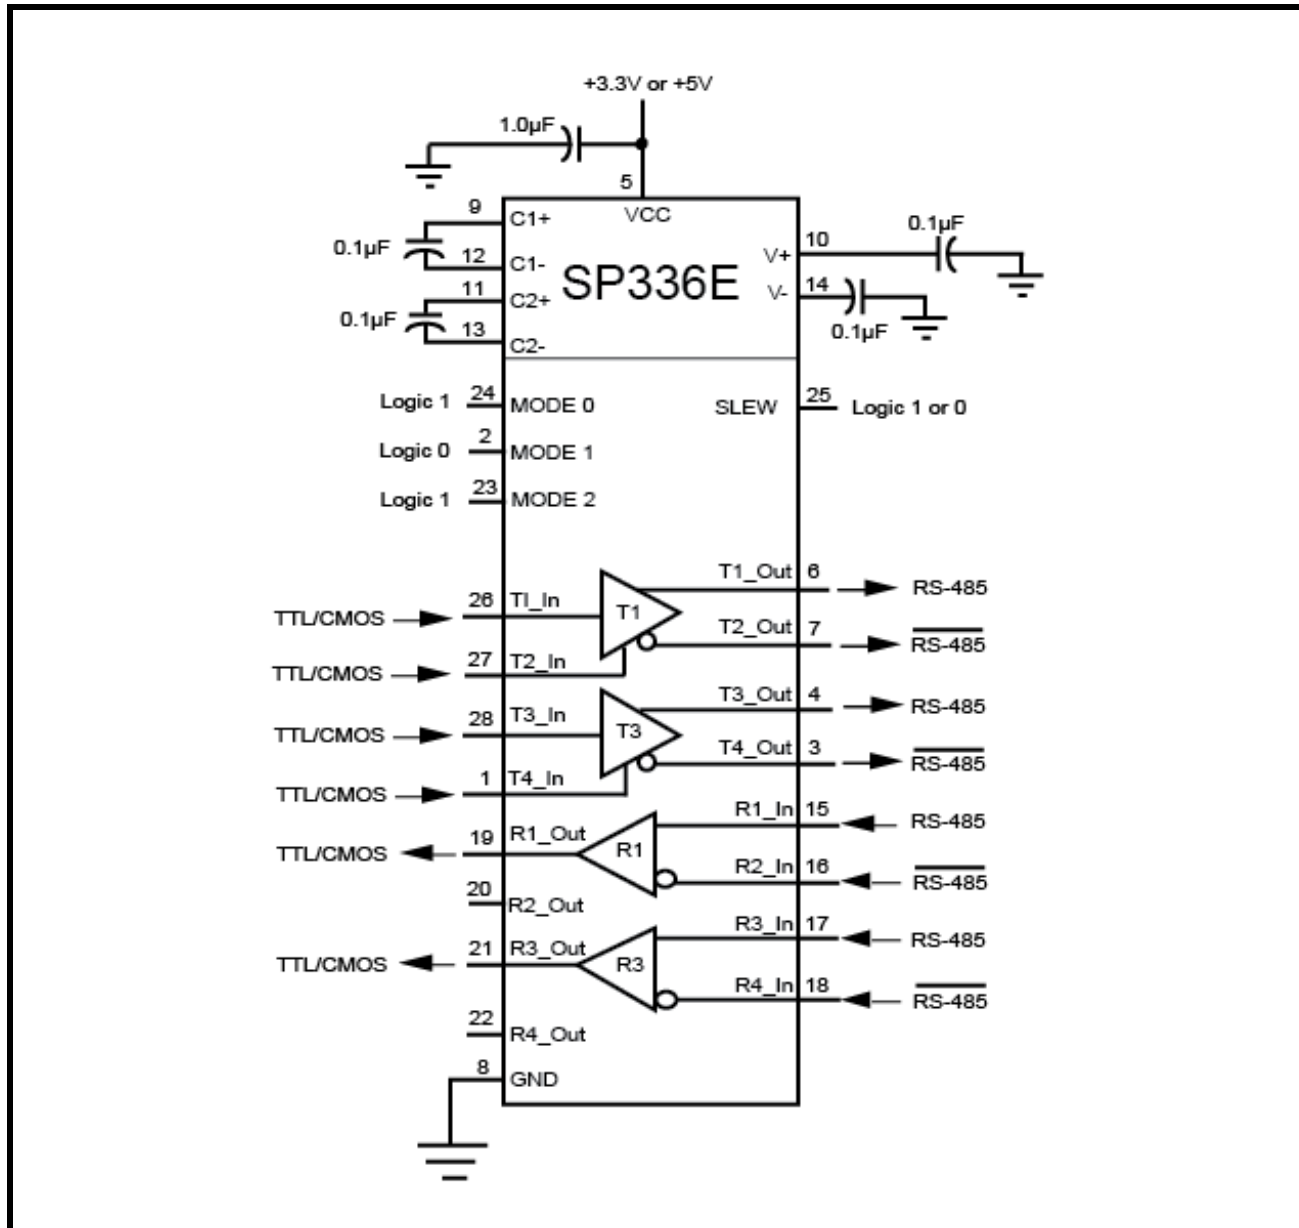 +3.3V or +5V
1.0µF
5
VCC
9 C1+
0.1µF
12 C1-
11 C2+
0.1µF
13 C2-
SP336E
V+ 10 0.1µF
V- 14
0.1µF
Logic 1 24 MODE 0
SLEW 25 Logic 1 or 0
Logic 0 2 MODE 1
Logic 1 23 MODE 2
T1_Out 6 RS-485
TTL/CMOS 26 TI_In T1
T2_Out 7 RS-485
TTL/CMOS 27 T2_In
T3_Out 4 RS-485
TTL/CMOS 28 T3_In T3
T4_Out 3 RS-485
TTL/CMOS 1 T4_In
R1_In 15 RS-485
TTL/CMOS 19 R1_Out R1
R2_In 16 RS-485
20 R2_Out
R3_In 17 RS-485
TTL/CMOS 21 R3_Out R3
R4_In 18 RS-485
22 R4_Out
8 GND